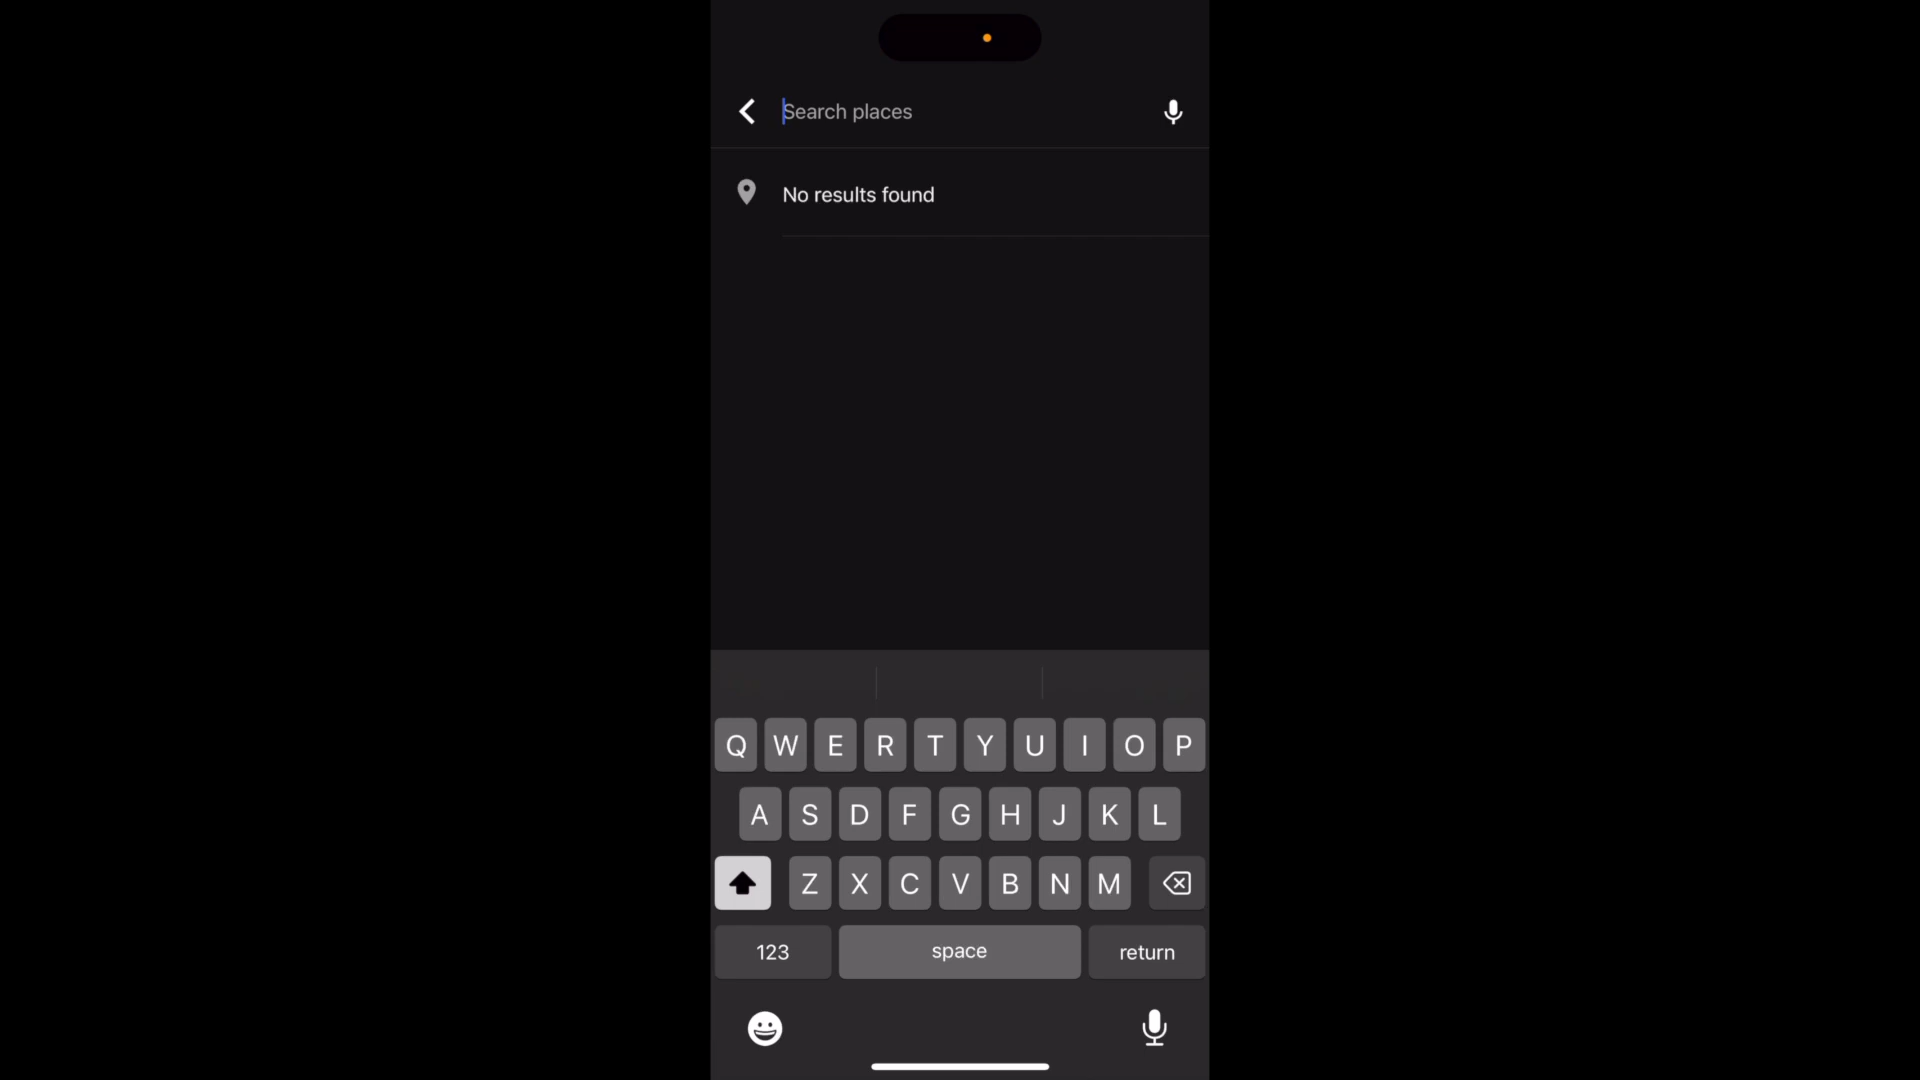 Search places
No results found
Q W E R T Y U I O P
A S D F G H J K L
Z X C V B N M
123 space return